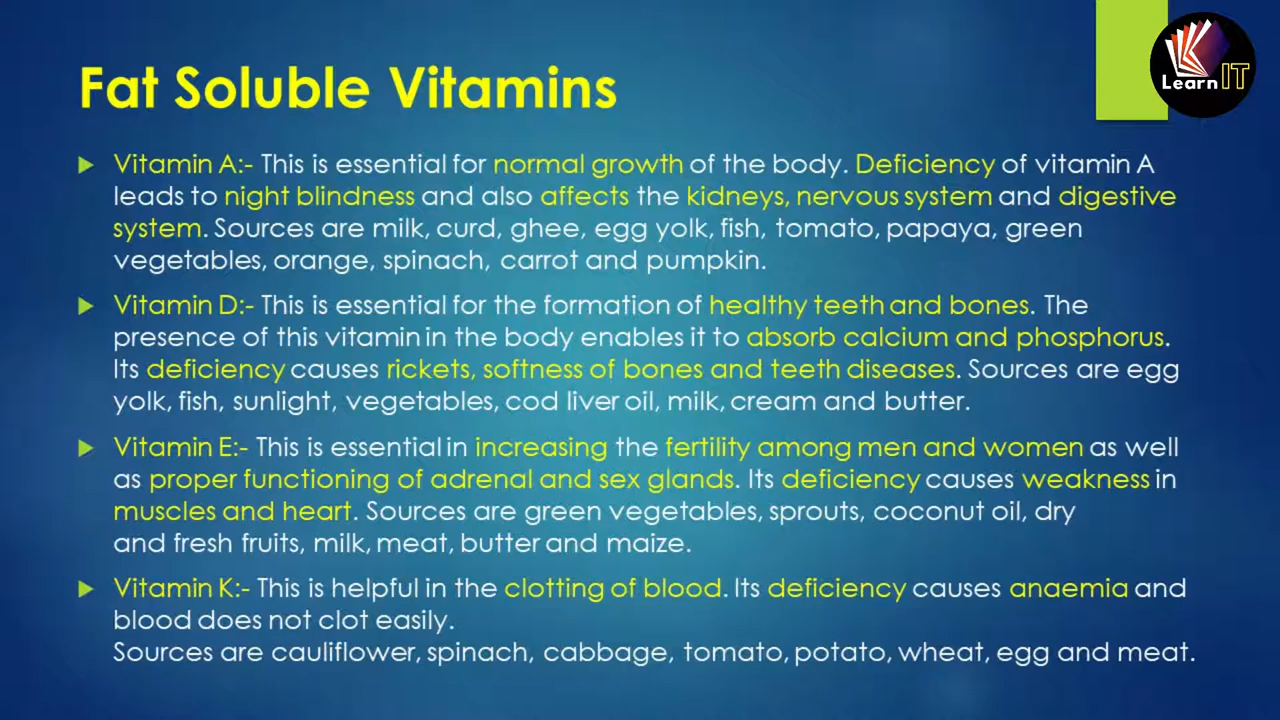 Fat Soluble Vitamins
Learn IT
Vitamin A:- This is essential for normal growth of the body. Deficiency of vitamin A
leads to night blindness and also affects the kidneys, nervous system and digestive
system. Sources are milk, curd, ghee, egg yolk, fish, tomato, papaya, green
vegetables, orange, spinach, carrot and pumpkin.
Vitamin D:- This is essential for the formation of healthy teeth and bones. The
presence of this vitamin in the body enables it to absorb calcium and phosphorus.
Its deficiency causes rickets, softness of bones and teeth diseases. Sources are egg
yolk, fish, sunlight, vegetables, cod liver oil, milk, cream and butter.
Vitamin E:- This is essential in increasing the fertility among men and women as well
as proper functioning of adrenal and sex glands. Its deficiency causes weakness in
muscles and heart. Sources are green vegetables, sprouts, coconut oil, dry
and fresh fruits, milk, meat, butter and maize.
Vitamin K:- This is helpful in the clotting of blood. Its deficiency causes anaemia and
blood does not clot easily.
Sources are cauliflower, spinach, cabbage, tomato, potato, wheat, egg and meat.